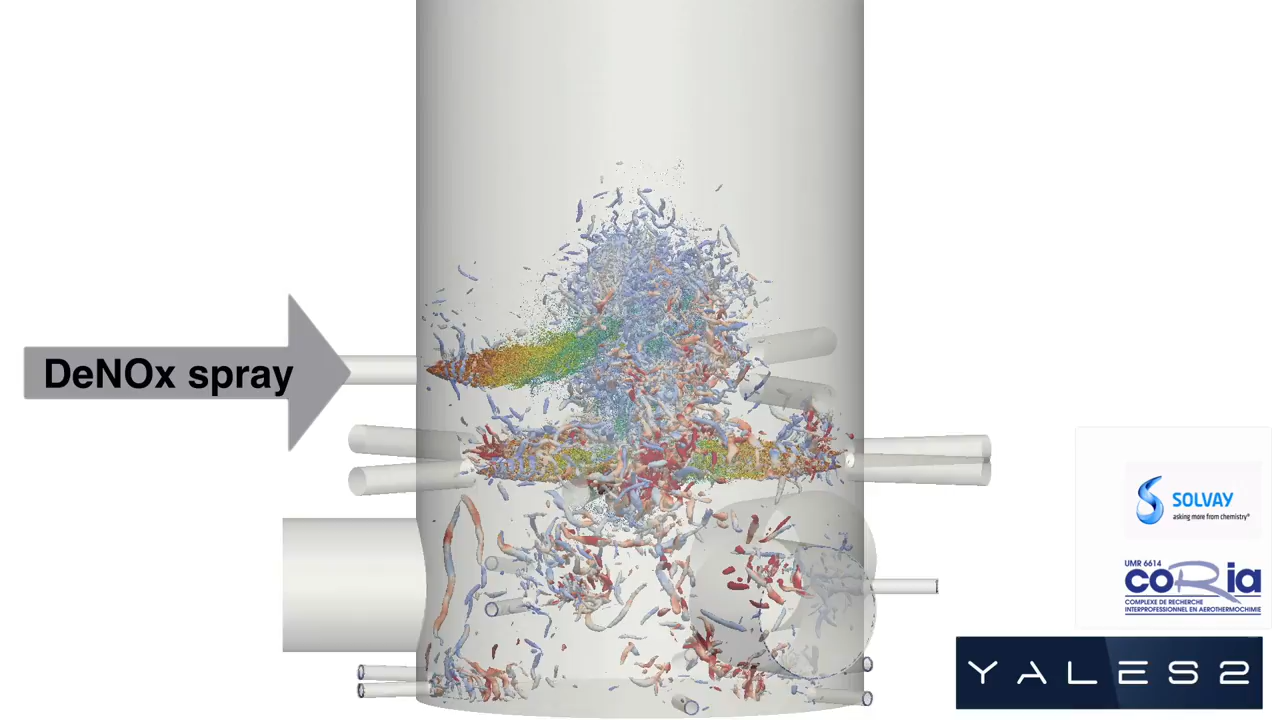 DeNOx spray
SOLVAY
asking more from chemistry®
UMR 6614
coRia
COMPLEXE DE RECHERCHE
INTERPROFESSIONNEL EN AEROTHERMOCHIMIE
YALES2